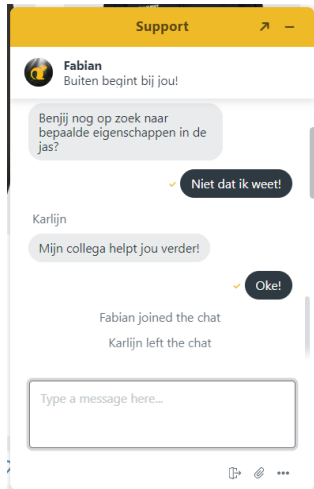 Support
Fabian
Buiten begint bij jou!
Benjij nog op zoek naar
bepaalde eigenschappen in de
jas?
Niet dat ik weet!
Karlijn
Mijn collega helpt jou verder!
Oke!
Fabian joined the chat
Karlijn left the chat
Type a message here...